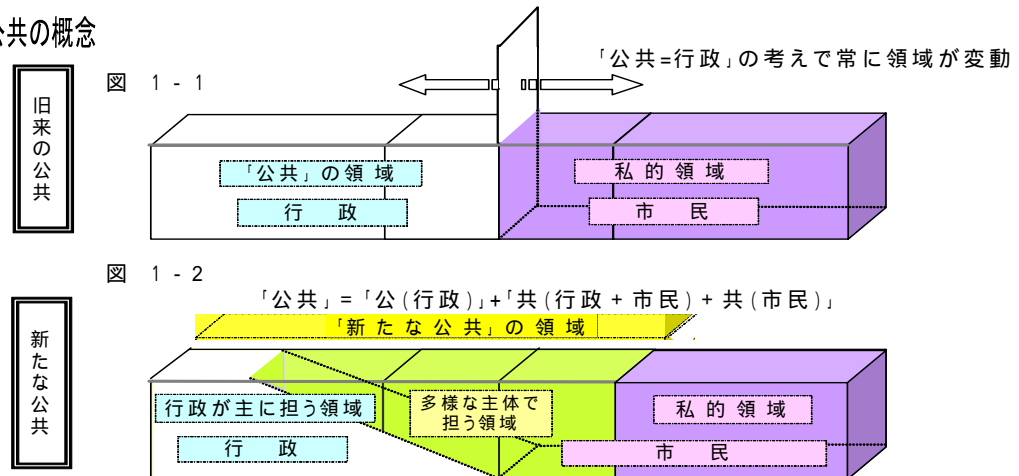 公共の概念
旧来の公共
図 1-1
「公共=行政」の考えで常に領域が変動
「公共」の領域
行 政
私的領域
市 民
図 1-2
「公共」=「公(行政)」+「共(行政+市民)+共(市民)」
「新たな公共」の領域
新たな公共
行政が主に担う領域
行 政
多様な主体で
担う領域
私的領域
市 民